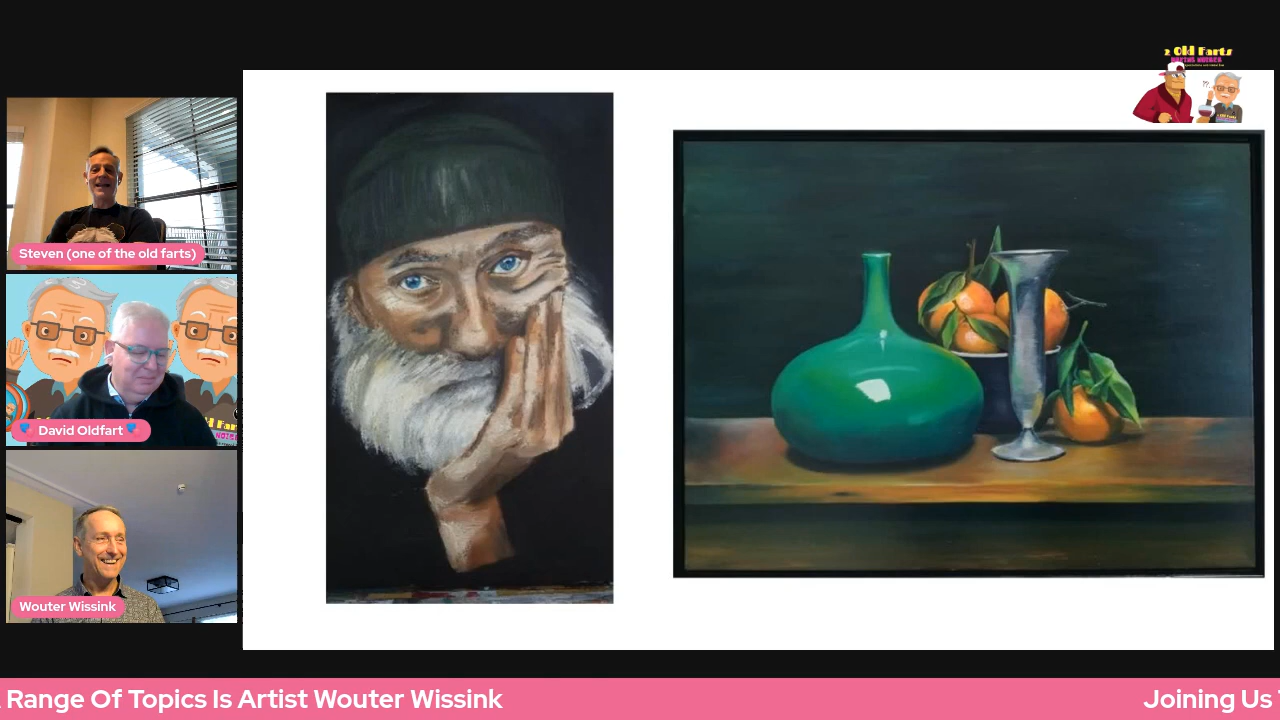 2 Old Farts
Steven (one of the old farts)
David Oldfart
Wouter Wissink
Range Of Topics Is Artist Wouter Wissink
Joining Us